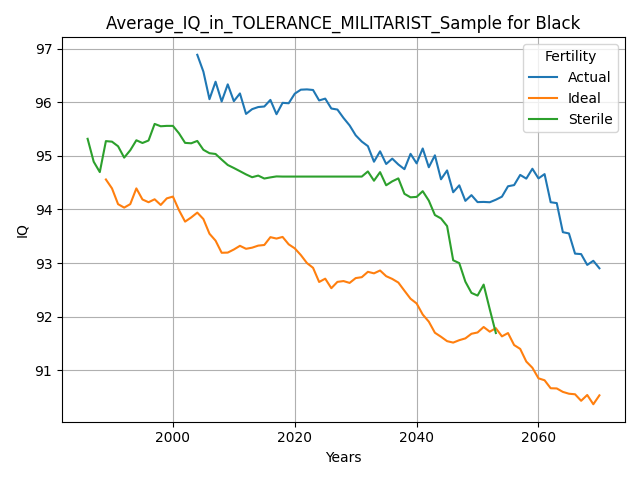 Average_IQ_in_TOLERANCE_MILITARIST_Sample for Black
97
96
95
94
93
92
91
IQ
2000
2020
2040
2060
Years
Fertility
Actual
Ideal
Sterile